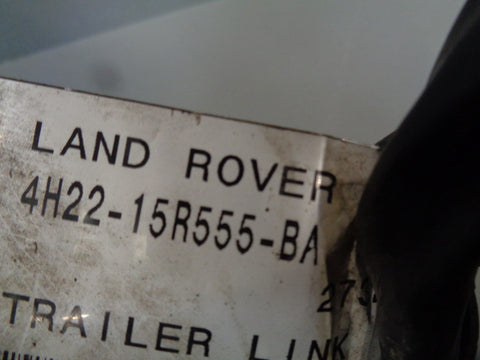 LAND ROVER
4H22-15R555-BA
TRAILER LINK